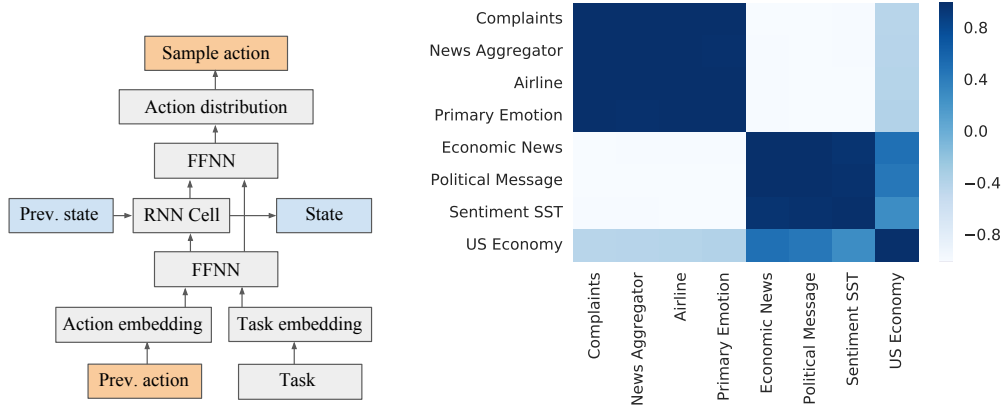 Sample action
Action distribution
FFNN
Prev. state
RNN Cell
State
FFNN
Action embedding
Task embedding
Prev. action
Task
Complaints
News Aggregator
Airline
Primary Emotion
Economic News
Political Message
Sentiment SST
US Economy
Complaints
News Aggregator
Airline
Primary Emotion
Economic News
Political Message
Sentiment SST
US Economy
0.8
0.4
0.0
−0.4
−0.8